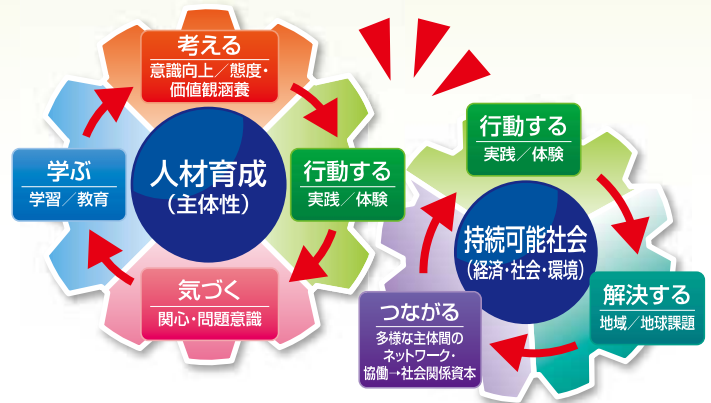 考える
意識向上／態度・
価値観涵養
行動する
実践／体験
気づく
関心・問題意識
学ぶ
学習／教育
人材育成
（主体性）
行動する
実践／体験
解決する
地域／地球課題
つながる
多様な主体間の
ネットワーク・
協働→社会関係資本
持続可能社会
（経済・社会・環境）